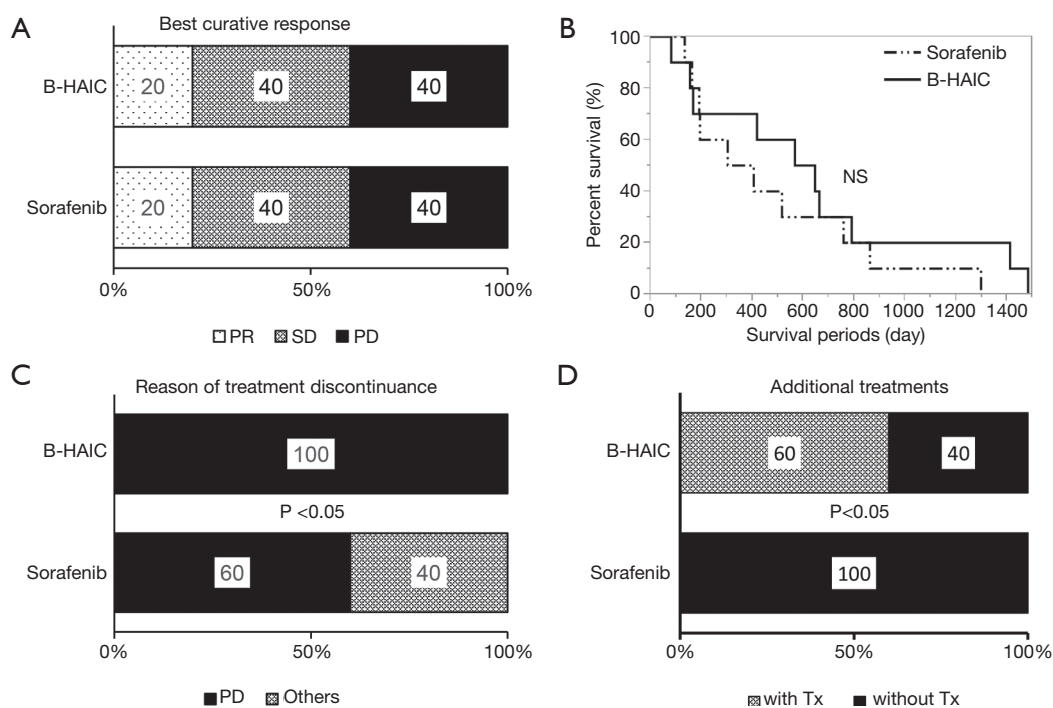 A
Best curative response
B-HAIC
20
40
40
Sorafenib
20
40
40
0%
50%
100%
PR SD PD
B
Percent survival (%)
100
80
60
40
20
0
Sorafenib
B-HAIC
NS
0 200 400 600 800 1000 1200 1400
Survival periods (day)
C
Reason of treatment discontinuance
B-HAIC
100
P <0.05
Sorafenib
60
40
0%
50%
100%
PD Others
D
Additional treatments
B-HAIC
60
40
P<0.05
Sorafenib
100
0%
50%
100%
with Tx without Tx